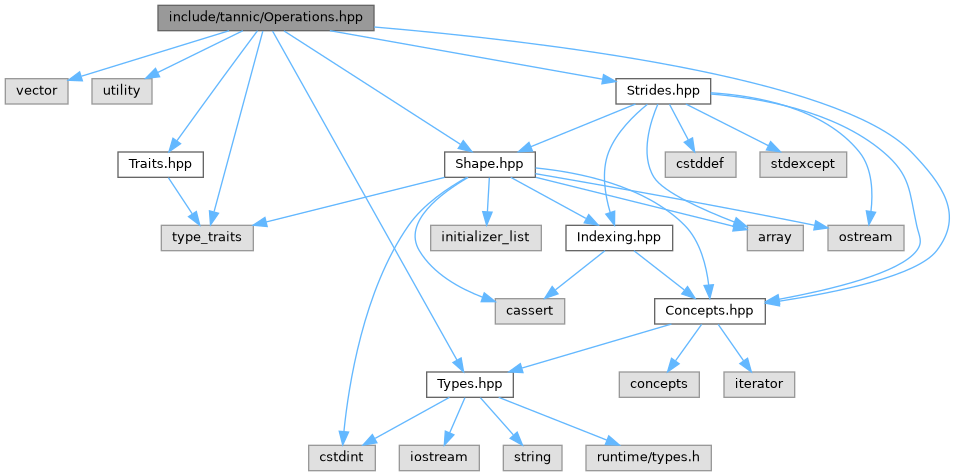 include/tannic/Operations.hpp
vector
utility
Strides.hpp
Traits.hpp
Shape.hpp
cstddef
stdexcept
type_traits
initializer_list
Indexing.hpp
array
ostream
cassert
Concepts.hpp
Types.hpp
concepts
iterator
cstdint
iostream
string
runtime/types.h